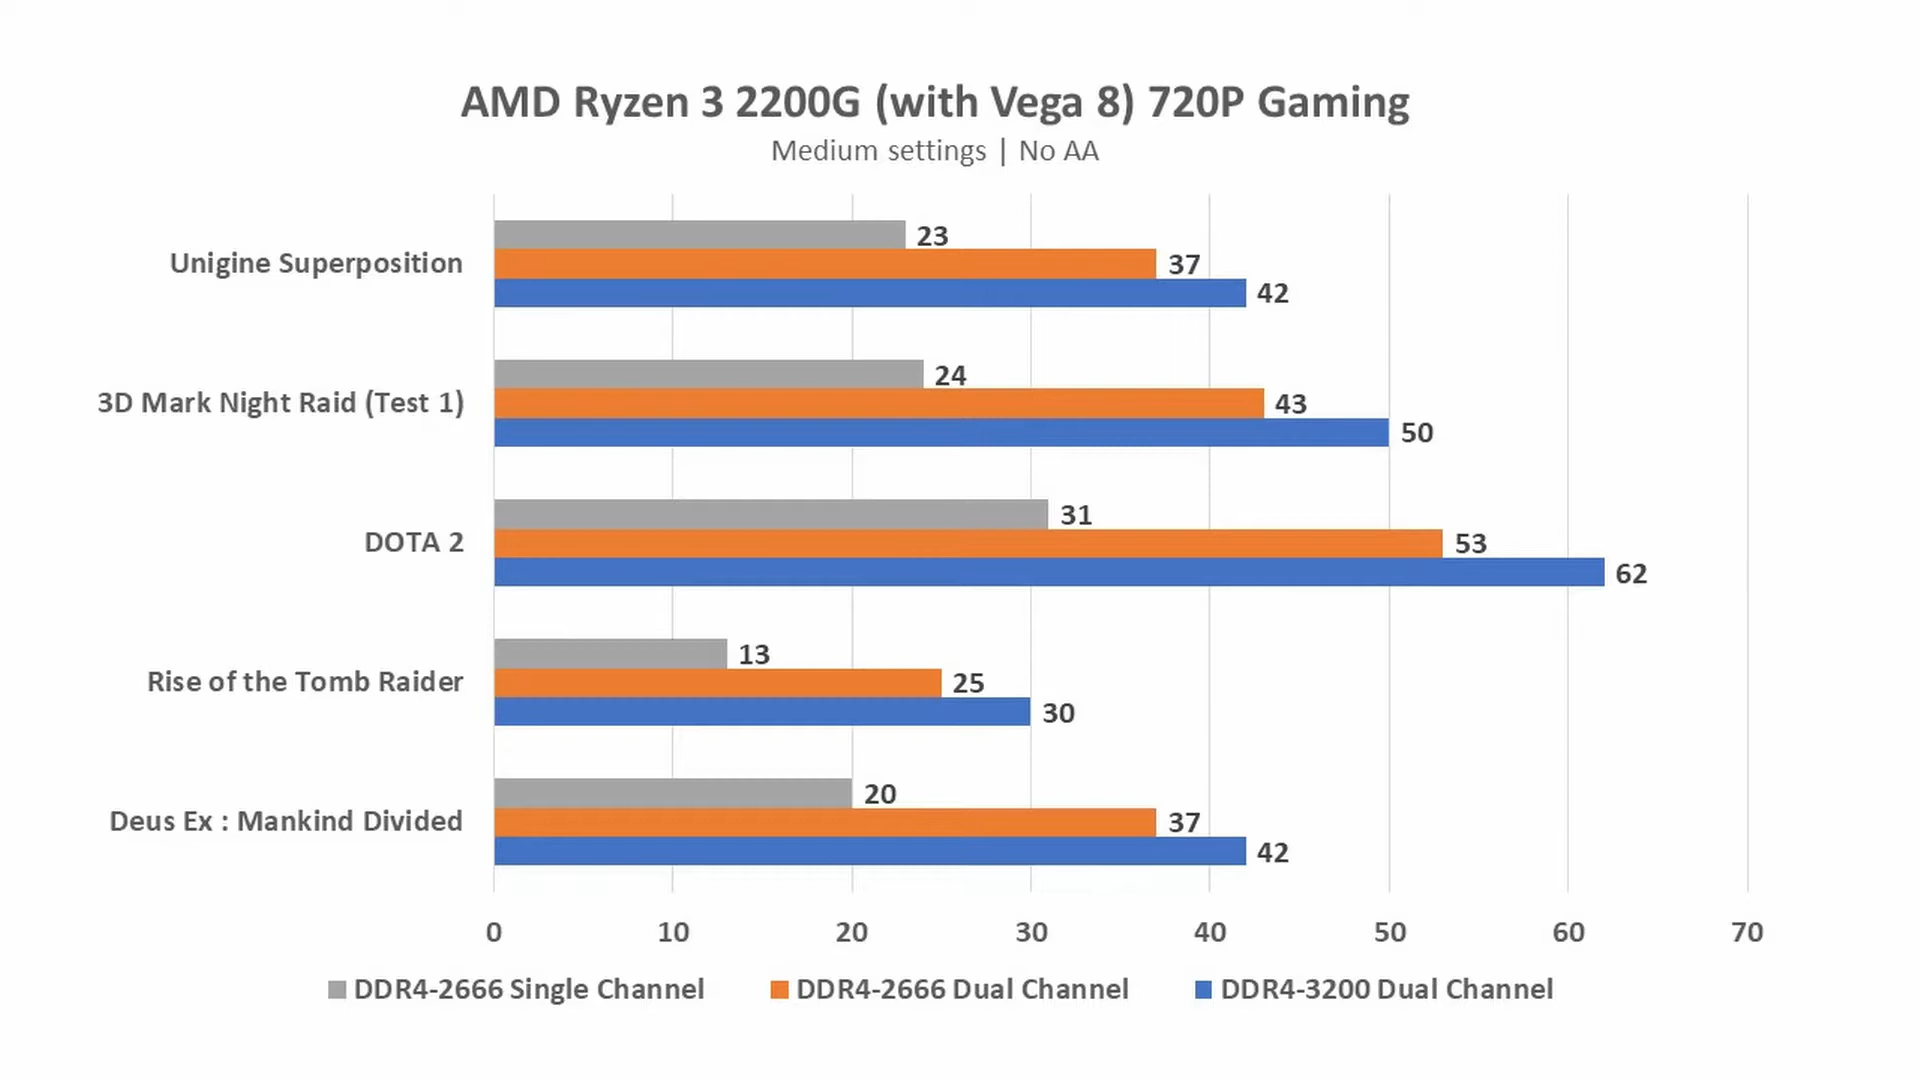 AMD Ryzen 3 2200G (with Vega 8) 720P Gaming
Medium settings | No AA
Unigine Superposition
23
37
42
3D Mark Night Raid (Test 1)
24
43
50
DOTA 2
31
53
62
Rise of the Tomb Raider
13
25
30
Deus Ex : Mankind Divided
20
37
42
0 10 20 30 40 50 60 70
DDR4-2666 Single Channel DDR4-2666 Dual Channel DDR4-3200 Dual Channel